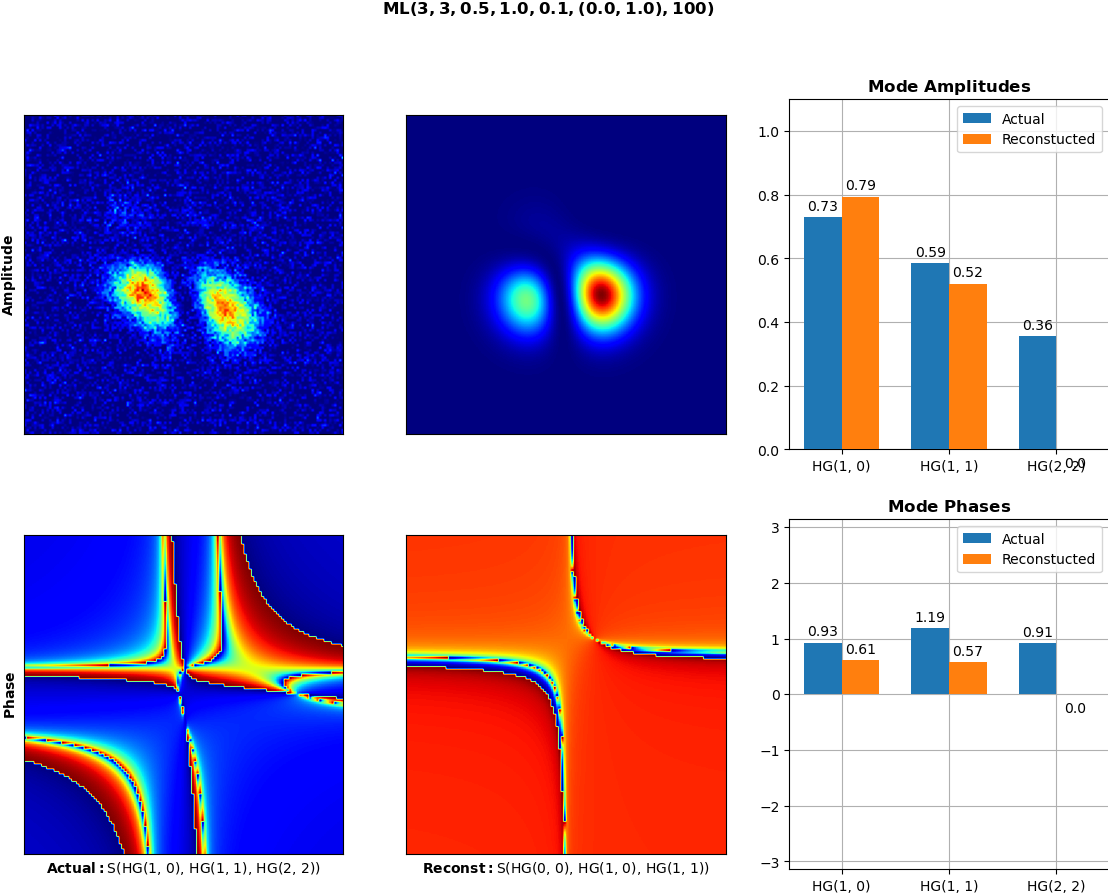 ML(3, 3, 0.5, 1.0, 0.1, (0.0, 1.0), 100)
Mode Amplitudes
Actual
Reconstucted
1.0
0.8
0.6
0.4
0.2
0.0
0.73
0.79
0.59
0.52
0.36
0.0
HG(1, 0)
HG(1, 1)
HG(2, 2)
Amplitude
Mode Phases
Actual
Reconstucted
3
2
1
0
−1
−2
−3
0.93
0.61
1.19
0.57
0.91
0.0
HG(1, 0)
HG(1, 1)
HG(2, 2)
Phase
Actual: S(HG(1, 0), HG(1, 1), HG(2, 2))
Reconst: S(HG(0, 0), HG(1, 0), HG(1, 1))